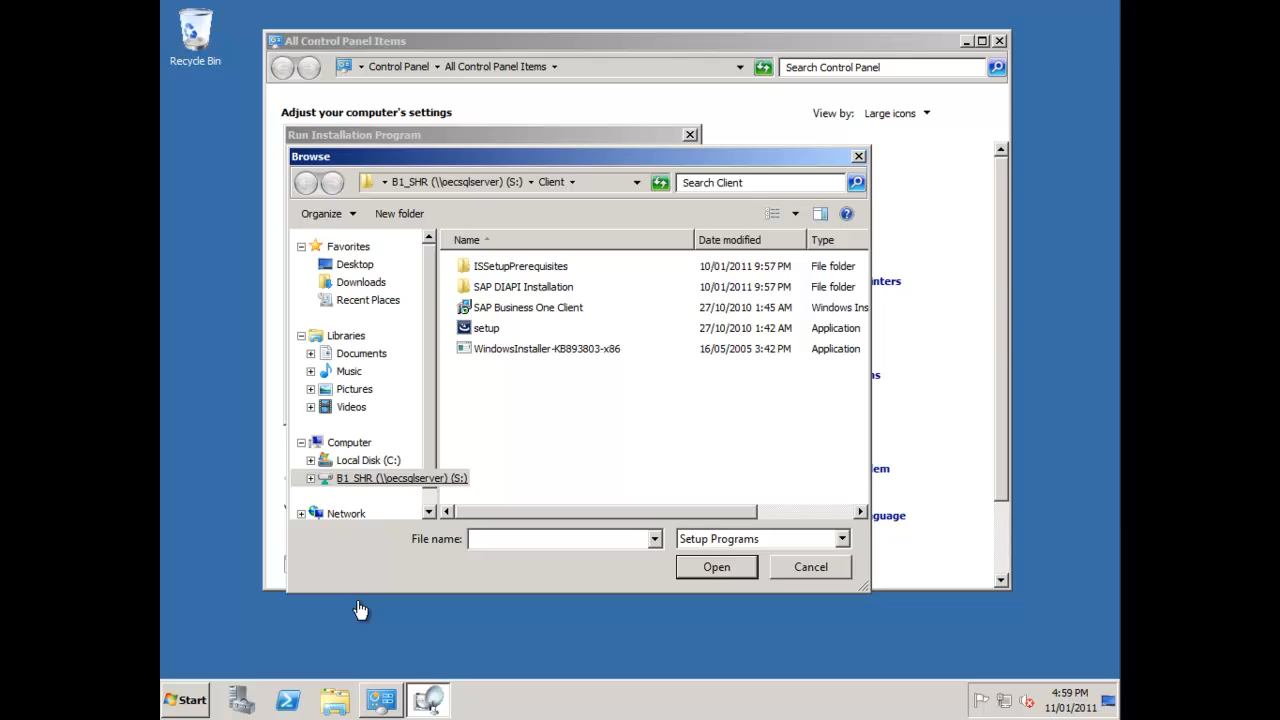 Recycle Bin
All Control Panel Items
Control Panel
All Control Panel Items
Search Control Panel
Adjust your computer's settings
View by:
Large icons
Run Installation Program
Browse
B1_SHR (\\oecsqlserver) (S:)
Client
Search Client
Organize
New folder
Name
Date modified
Type
Favorites
Desktop
Downloads
Recent Places
Libraries
Documents
Music
Pictures
Videos
Computer
Local Disk (C:)
B1_SHR (\\oecsqlserver) (S:)
Network
ISSetupPrerequisites 10/01/2011 9:57 PM File folder
SAP DIAPI Installation 10/01/2011 9:57 PM File folder
SAP Business One Client 27/10/2010 1:45 AM Windows Ins
setup 27/10/2010 1:42 AM Application
WindowsInstaller-KB893803-x86 16/05/2005 3:42 PM Application
inters
ns
em
guage
File name:
Setup Programs
Open
Cancel
Start
4:59 PM
11/01/2011